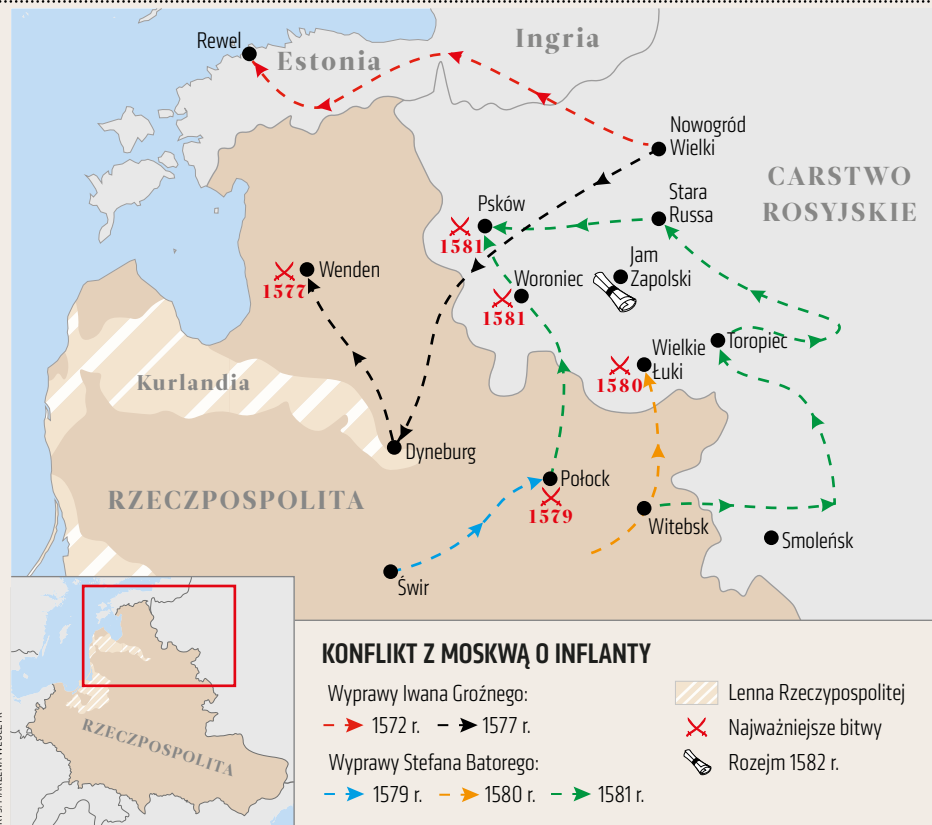 Rewel
Estonia
Ingria
Nowogród
Wielki
CARSTWO
ROSYJSKIE
Stara
Russa
Psków
1581
Jam
Zapolski
Wenden
1577
Woroniec
1581
Toropiec
Wielkie
Łuki
1580
Kurlandia
Dyneburg
RZECZPOSPOLITA
Połock
1579
Witebsk
Smoleńsk
Świr
RZECZPOSPOLITA
KONFLIKT Z MOSKWĄ O INFLANTY
Wyprawy Iwana Groźnego:
1572 r. 1577 r.
Wyprawy Stefana Batorego:
1579 r. 1580 r. 1581 r.
Lenna Rzeczypospolitej
Najważniejsze bitwy
Rozejm 1582 r.